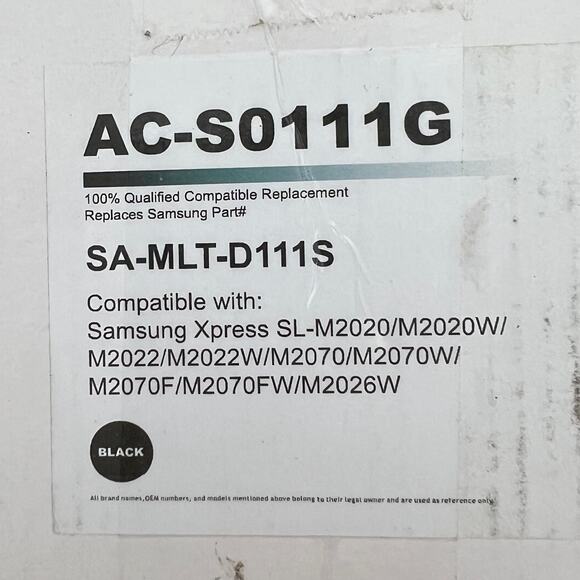 AC-S0111G
100% Qualified Compatible Replacement
Replaces Samsung Part#
SA-MLT-D111S
Compatible with:
Samsung Xpress SL-M2020/M2020W/
M2022/M2022W/M2070/M2070W/
M2070F/M2070FW/M2026W
BLACK
All brand names,OEM numbers, and models mentioned above belong to their legal owner and are used as reference only